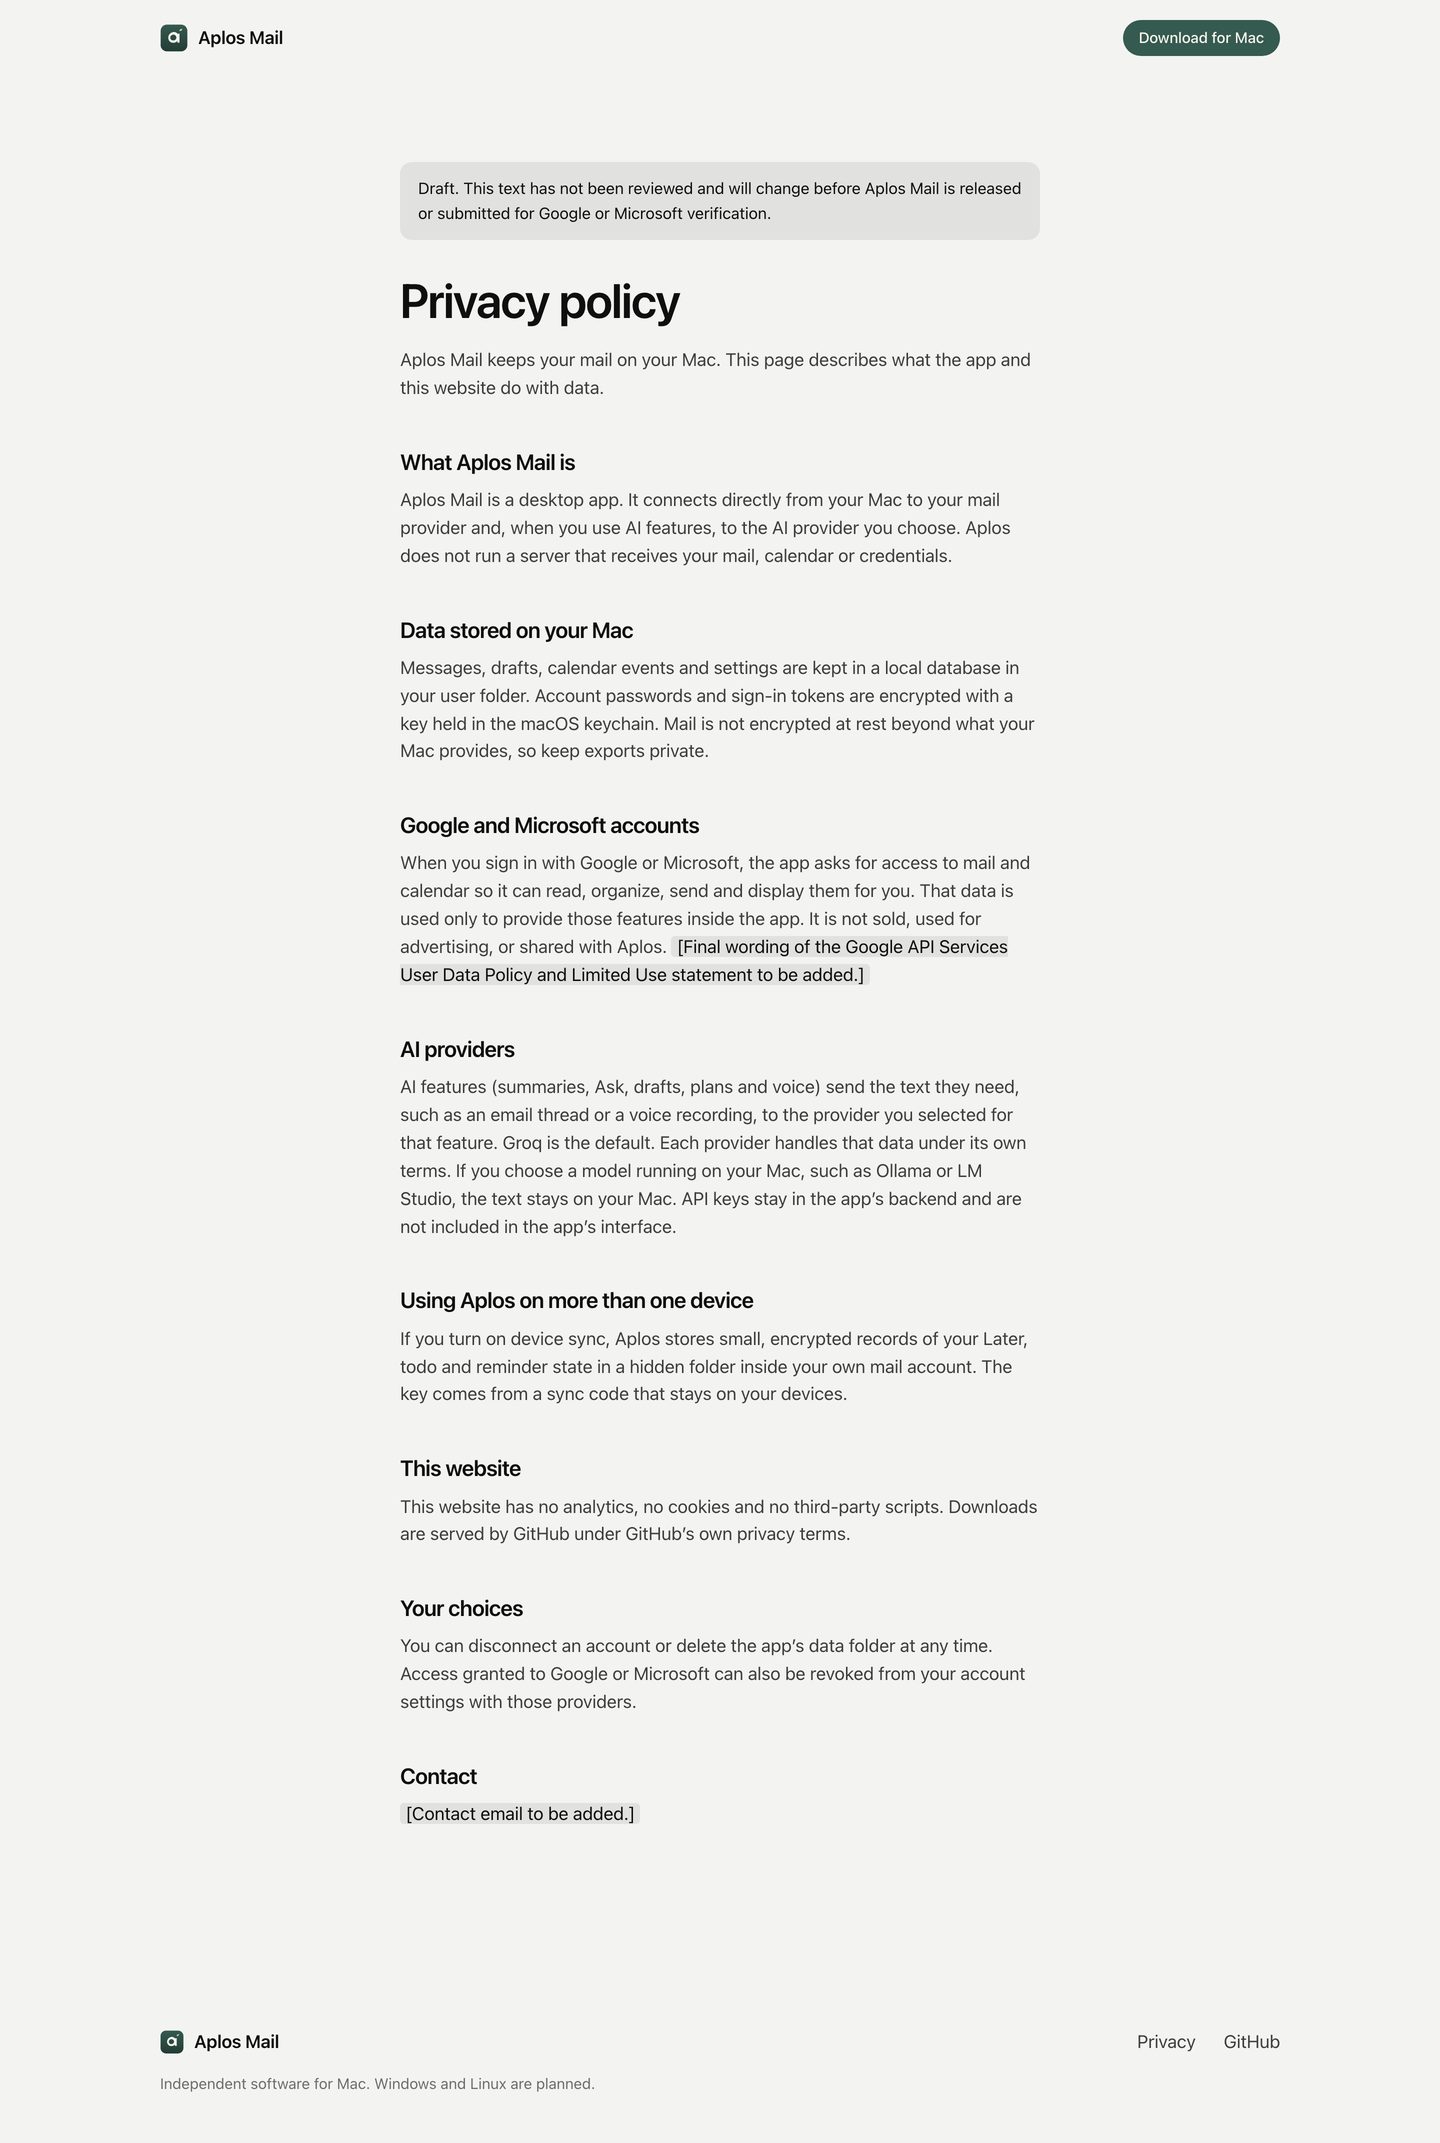 Aplos Mail
Download for Mac
Draft. This text has not been reviewed and will change before Aplos Mail is released
or submitted for Google or Microsoft verification.
Privacy policy
Aplos Mail keeps your mail on your Mac. This page describes what the app and
this website do with data.
What Aplos Mail is
Aplos Mail is a desktop app. It connects directly from your Mac to your mail
provider and, when you use AI features, to the AI provider you choose. Aplos
does not run a server that receives your mail, calendar or credentials.
Data stored on your Mac
Messages, drafts, calendar events and settings are kept in a local database in
your user folder. Account passwords and sign-in tokens are encrypted with a
key held in the macOS keychain. Mail is not encrypted at rest beyond what your
Mac provides, so keep exports private.
Google and Microsoft accounts
When you sign in with Google or Microsoft, the app asks for access to mail and
calendar so it can read, organize, send and display them for you. That data is
used only to provide those features inside the app. It is not sold, used for
advertising, or shared with Aplos. [Final wording of the Google API Services
User Data Policy and Limited Use statement to be added.]
AI providers
AI features (summaries, Ask, drafts, plans and voice) send the text they need,
such as an email thread or a voice recording, to the provider you selected for
that feature. Groq is the default. Each provider handles that data under its own
terms. If you choose a model running on your Mac, such as Ollama or LM
Studio, the text stays on your Mac. API keys stay in the app’s backend and are
not included in the app’s interface.
Using Aplos on more than one device
If you turn on device sync, Aplos stores small, encrypted records of your Later,
todo and reminder state in a hidden folder inside your own mail account. The
key comes from a sync code that stays on your devices.
This website
This website has no analytics, no cookies and no third-party scripts. Downloads
are served by GitHub under GitHub’s own privacy terms.
Your choices
You can disconnect an account or delete the app’s data folder at any time.
Access granted to Google or Microsoft can also be revoked from your account
settings with those providers.
Contact
[Contact email to be added.]
Aplos Mail
Privacy GitHub
Independent software for Mac. Windows and Linux are planned.